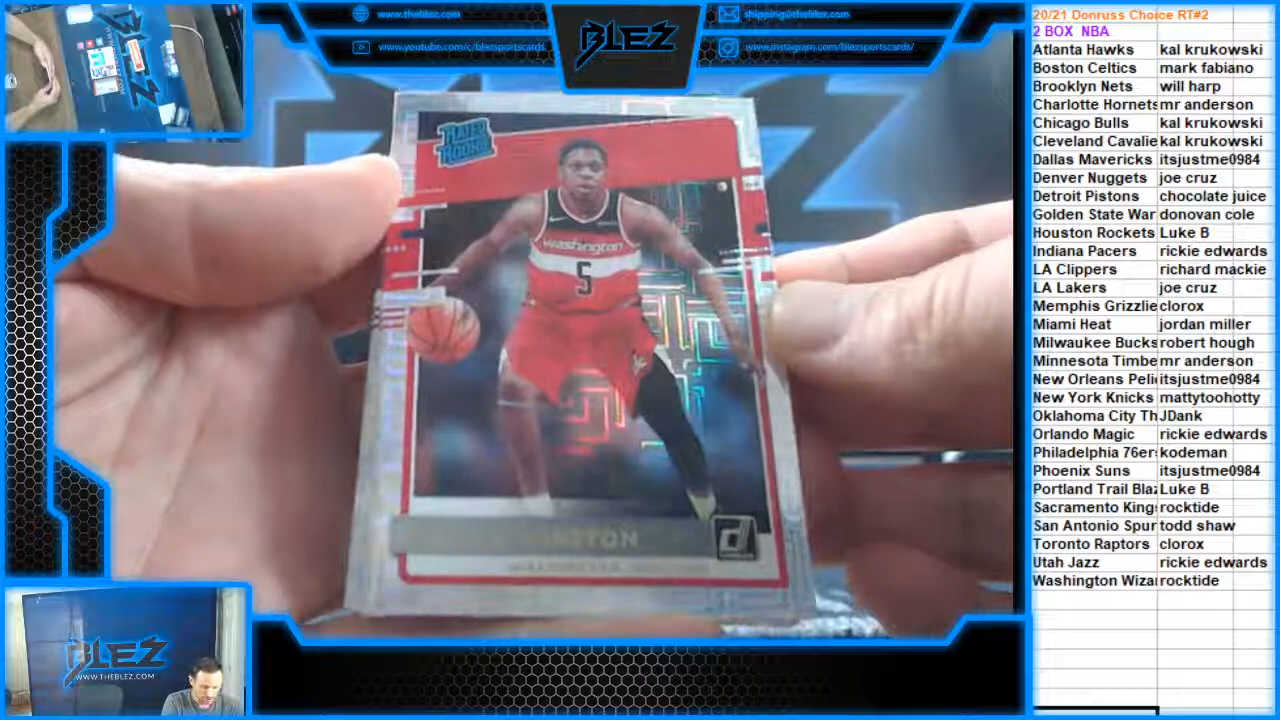 www.theblez.com
www.youtube.com/c/blezsportscards
BLEZ
shipping@theblez.com
www.instagram.com/blezsportscards/
RATED
ROOKIE
washington
5
BLEZ
WWW.THEBLEZ.COM
20/21 Donruss Choice RT#2
2 BOX NBA
Atlanta Hawks kal krukowski
Boston Celtics mark fabiano
Brooklyn Nets will harp
Charlotte Hornets mr anderson
Chicago Bulls kal krukowski
Cleveland Cavalie kal krukowski
Dallas Mavericks itsjustme0984
Denver Nuggets joe cruz
Detroit Pistons chocolate juice
Golden State War donovan cole
Houston Rockets Luke B
Indiana Pacers rickie edwards
LA Clippers richard mackie
LA Lakers joe cruz
Memphis Grizzlie clorox
Miami Heat jordan miller
Milwaukee Bucks robert hough
Minnesota Timbe mr anderson
New Orleans Peli itsjustme0984
New York Knicks mattytoohotty
Oklahoma City Th JDank
Orlando Magic rickie edwards
Philadelphia 76er kodeman
Phoenix Suns itsjustme0984
Portland Trail Blaz Luke B
Sacramento King rocktide
San Antonio Spur todd shaw
Toronto Raptors clorox
Utah Jazz rickie edwards
Washington Wiza rocktide